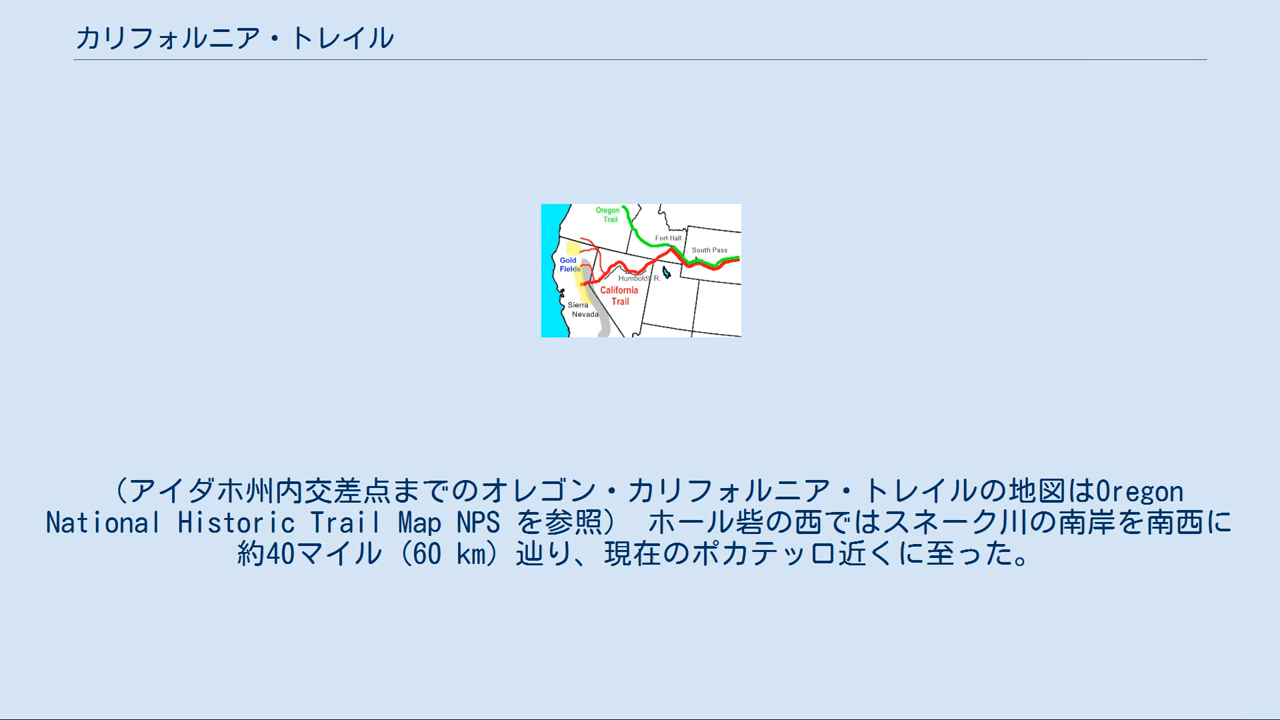 カリフォルニア・トレイル
Oregon
Trail
Fort Hall
South Pass
Gold
Fields
Humboldt R.
California
Trail
Sierra
Nevada
（アイダホ州内交差点までのオレゴン・カリフォルニア・トレイルの地図はOregon
National Historic Trail Map NPS を参照） ホール砦の西ではスネーク川の南岸を南西に
約40マイル（60 km）辿り、現在のポカテッロ近くに至った。